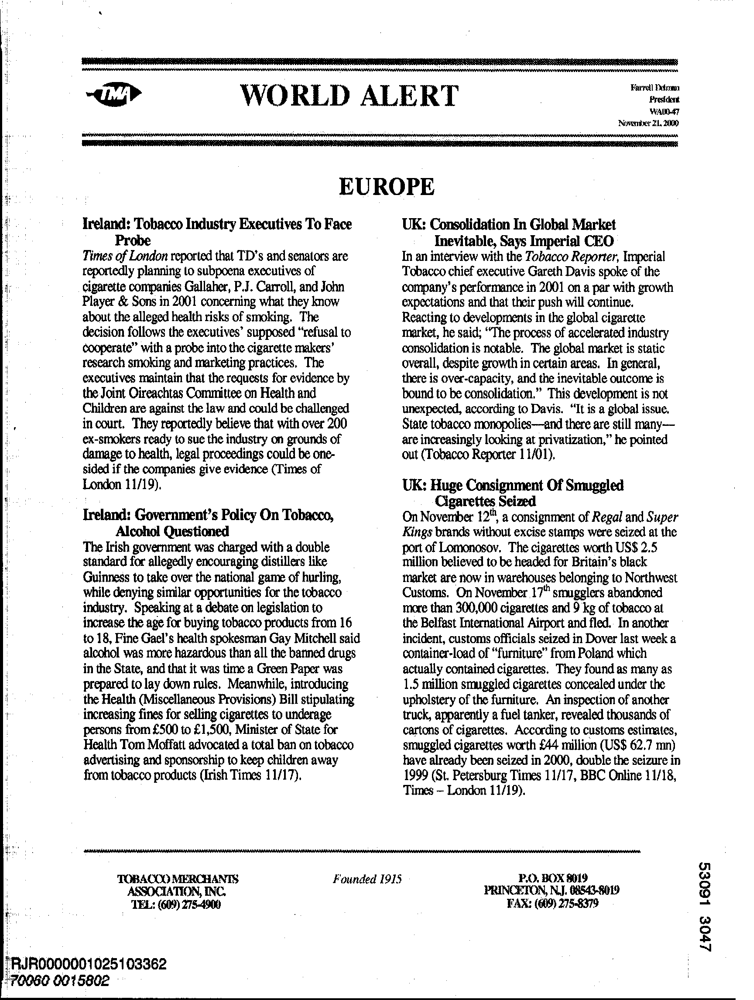 TMA
WORLD ALERT
Farrell Delman
President
WA00-47
November 21, 2000
EUROPE
Ireland: Tobacco Industry Executives To Face
Probe
Times of London reported that TD's and senators are
reportedly planning to subpoena executives of
cigarette companies Gallaher, P.J. Carroll, and John
Player & Sons in 2001 concerning what they know
about the alleged health risks of smoking. The
decision follows the executives' supposed "refusal to
cooperate" with a probe into the cigarette makers'
research smoking and marketing practices. The
executives maintain that the requests for evidence by
the Joint Oireachtas Committee on Health and
Children are against the law and could be challenged
in court. They reportedly believe that with over 200
ex-smokers ready to sue the industry on grounds of
damage to health, legal proceedings could be one-
sided if the companies give evidence (Times of
London 11/19).
Ireland: Government's Policy On Tobacco,
Alcohol Questioned
The Irish government was charged with a double
standard for allegedly encouraging distillers like
Guinness to take over the national game of hurling,
while denying similar opportunities for the tobacco
industry. Speaking at a debate on legislation to
increase the age for buying tobacco products from 16
to 18, Fine Gael's health spokesman Gay Mitchell said
alcohol was more hazardous than all the banned drugs
in the State, and that it was time a Green Paper was
prepared to lay down rules. Meanwhile, introducing
the Health (Miscellaneous Provisions) Bill stipulating
increasing fines for selling cigarettes to underage
persons from £500 to £1,500, Minister of State for
Health Tom Moffatt advocated a total ban on tobacco
advertising and sponsorship to keep children away
from tobacco products (Irish Times 11/17).
UK: Consolidation In Global Market
Inevitable, Says Imperial CEO
In an interview with the Tobacco Reporter, Imperial
Tobacco chief executive Gareth Davis spoke of the
company's performance in 2001 on a par with growth
expectations and that their push will continue.
Reacting to developments in the global cigarette
market, he said; "The process of accelerated industry
consolidation is notable. The global market is static
overall, despite growth in certain areas. In general,
there is over-capacity, and the inevitable outcome is
bound to be consolidation." This development is not
unexpected, according to Davis. "It is a global issue.
State tobacco monopolies—and there are still many—
are increasingly looking at privatization," he pointed
out (Tobacco Reporter 11/01).
UK: Huge Consignment Of Smuggled
Cigarettes Seized
On November 12th, a consignment of Regal and Super
Kings brands without excise stamps were seized at the
port of Lomonosov. The cigarettes worth US$ 2.5
million believed to be headed for Britain's black
market are now in warehouses belonging to Northwest
Customs. On November 17th smugglers abandoned
more than 300,000 cigarettes and 9 kg of tobacco at
the Belfast International Airport and fled. In another
incident, customs officials seized in Dover last week a
container-load of "furniture" from Poland which
actually contained cigarettes. They found as many as
1.5 million smuggled cigarettes concealed under the
upholstery of the furniture. An inspection of another
truck, apparently a fuel tanker, revealed thousands of
cartons of cigarettes. According to customs estimates,
smuggled cigarettes worth £44 million (US$ 62.7 mn)
have already been seized in 2000, double the seizure in
1999 (St. Petersburg Times 11/17, BBC Online 11/18,
Times – London 11/19).
TOBACCO MERCHANTS
ASSOCIATION, INC.
TEL: (609) 275-4900
Founded 1915
P.O. BOX 8019
PRINCETON, N.J. 08543-8019
FAX: (609) 275-8379
53091 3047
RJR0000001025103362
70060 0015802